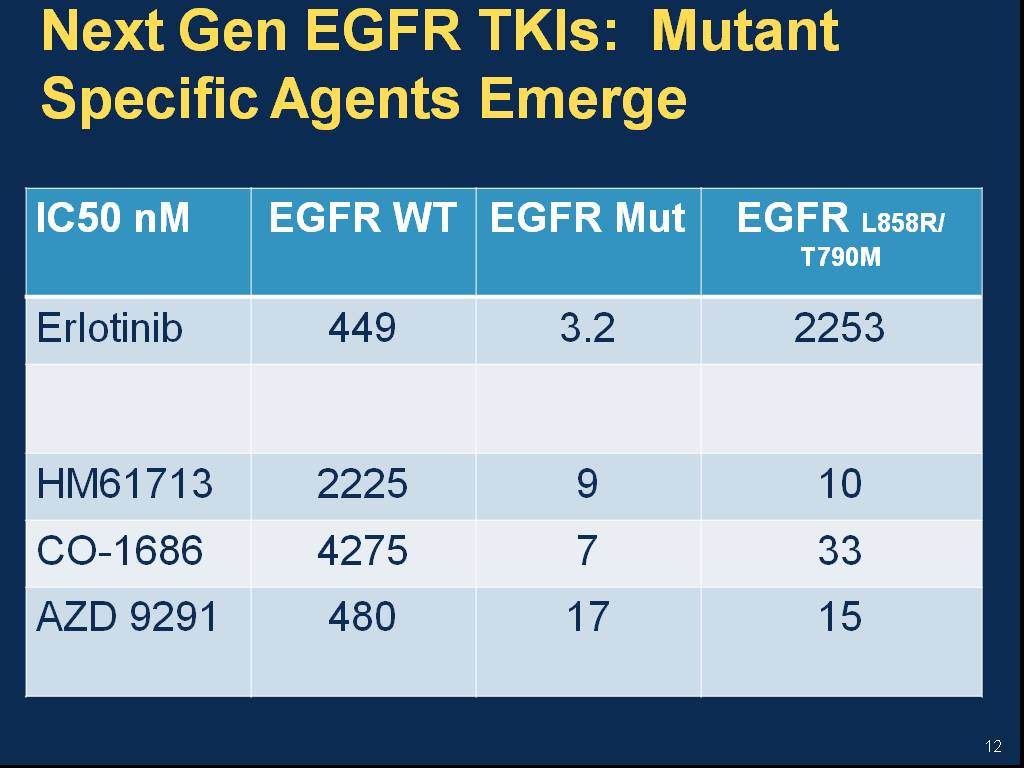 Next Gen EGFR TKIs:  Mutant
Specific Agents Emerge
IC50 nM EGFR WT EGFR Mut EGFR L858R/
T790M
Erlotinib 449 3.2 2253
HM61713 2225 9 10
CO-1686 4275 7 33
AZD 9291 480 17 15
12